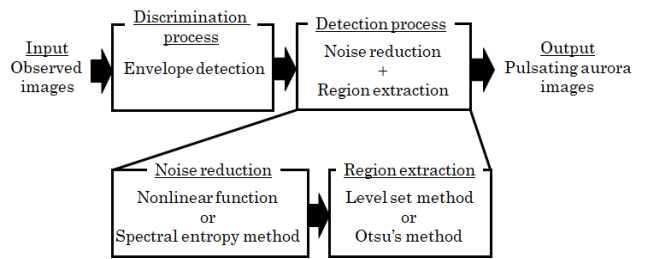 Input
Observed
images
Discrimination
process
Envelope detection
Detection process
Noise reduction
+
Region extraction
Output
Pulsating aurora
images
Noise reduction
Nonlinear function
or
Spectral entropy method
Region extraction
Level set method
or
Otsu's method